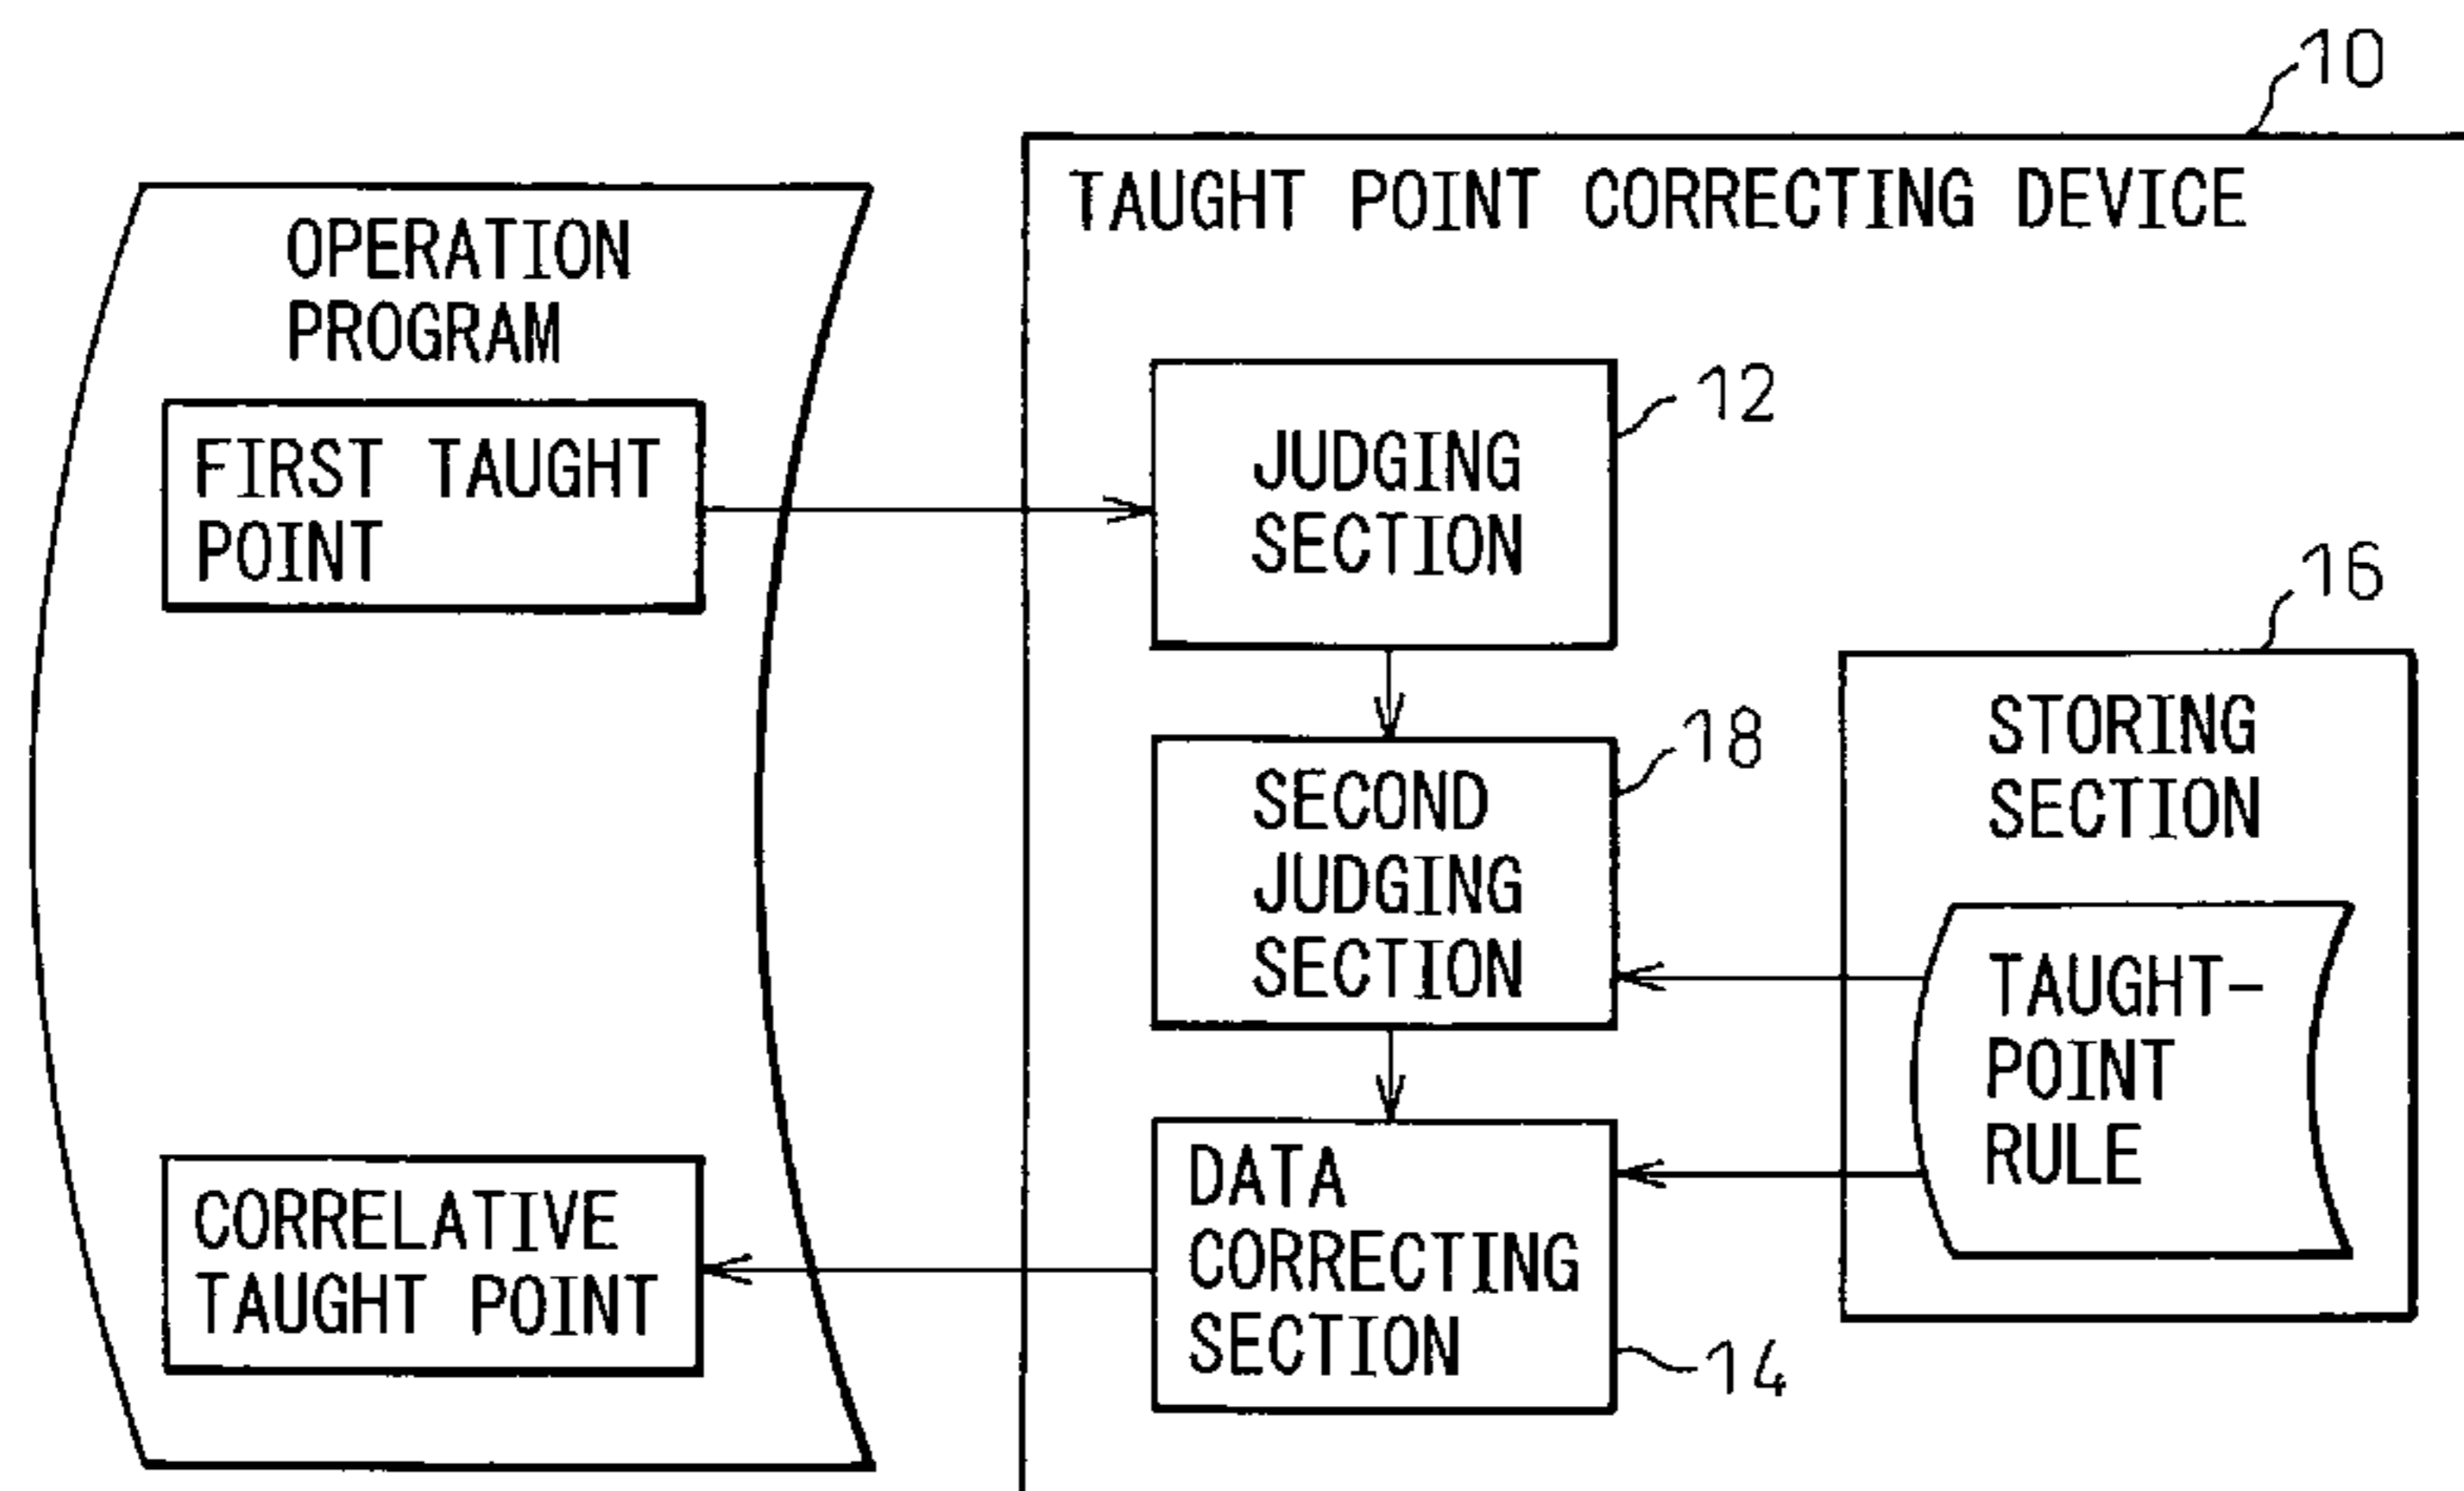 10
TAUGHT POINT CORRECTING DEVICE
OPERATION
PROGRAM
FIRST TAUGHT
POINT
JUDGING
SECTION
12
16
SECOND
JUDGING
SECTION
18
STORING
SECTION
TAUGHT-
POINT
RULE
DATA
CORRECTING
SECTION
14
CORRELATIVE
TAUGHT POINT